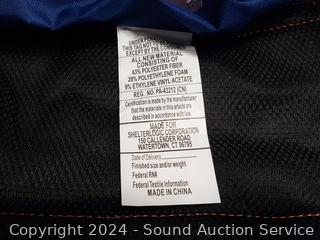 UNDER PEN
THIS TAG NOT TO BE
EXCEPT BY THE CONSUMER
ALL NEW MATERIAL
CONSISTING OF
63% POLYESTER FIBER
28% POLYETHYLENE FOAM
9% ETHYLENE VINYL ACETATE
REG. NO. PA-43212 (CN)
Certification is made by the manufacturer
that the materials in this article are
described in accordance with law.
MADE FOR
SHELTERLOGIC CORPORATION
150 CALLENDER ROAD
WATERTOWN, CT 06795
Date of Delivery
Finished size and/or weight
Federal RN#
Federal Textile Information
MADE IN CHINA
Copyright 2024 - Sound Auction Service